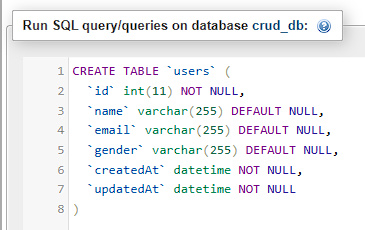 Run SQL query/queries on database crud_db:
1 CREATE TABLE `users` (
2 `id` int(11) NOT NULL,
3 `name` varchar(255) DEFAULT NULL,
4 `email` varchar(255) DEFAULT NULL,
5 `gender` varchar(255) DEFAULT NULL,
6 `createdAt` datetime NOT NULL,
7 `updatedAt` datetime NOT NULL
8 )